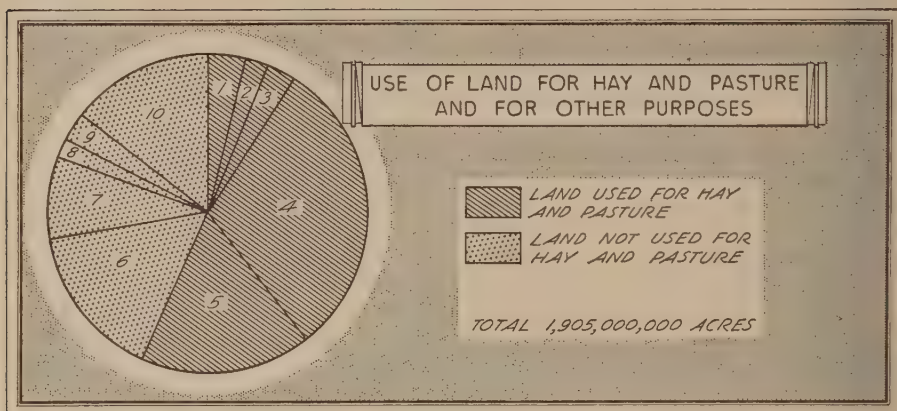 USE OF LAND FOR HAY AND PASTURE
AND FOR OTHER PURPOSES
1
2
3
4
5
6
7
8
9
10
LAND USED FOR HAY
AND PASTURE
LAND NOT USED FOR
HAY AND PASTURE
TOTAL 1,905,000,000 ACRES